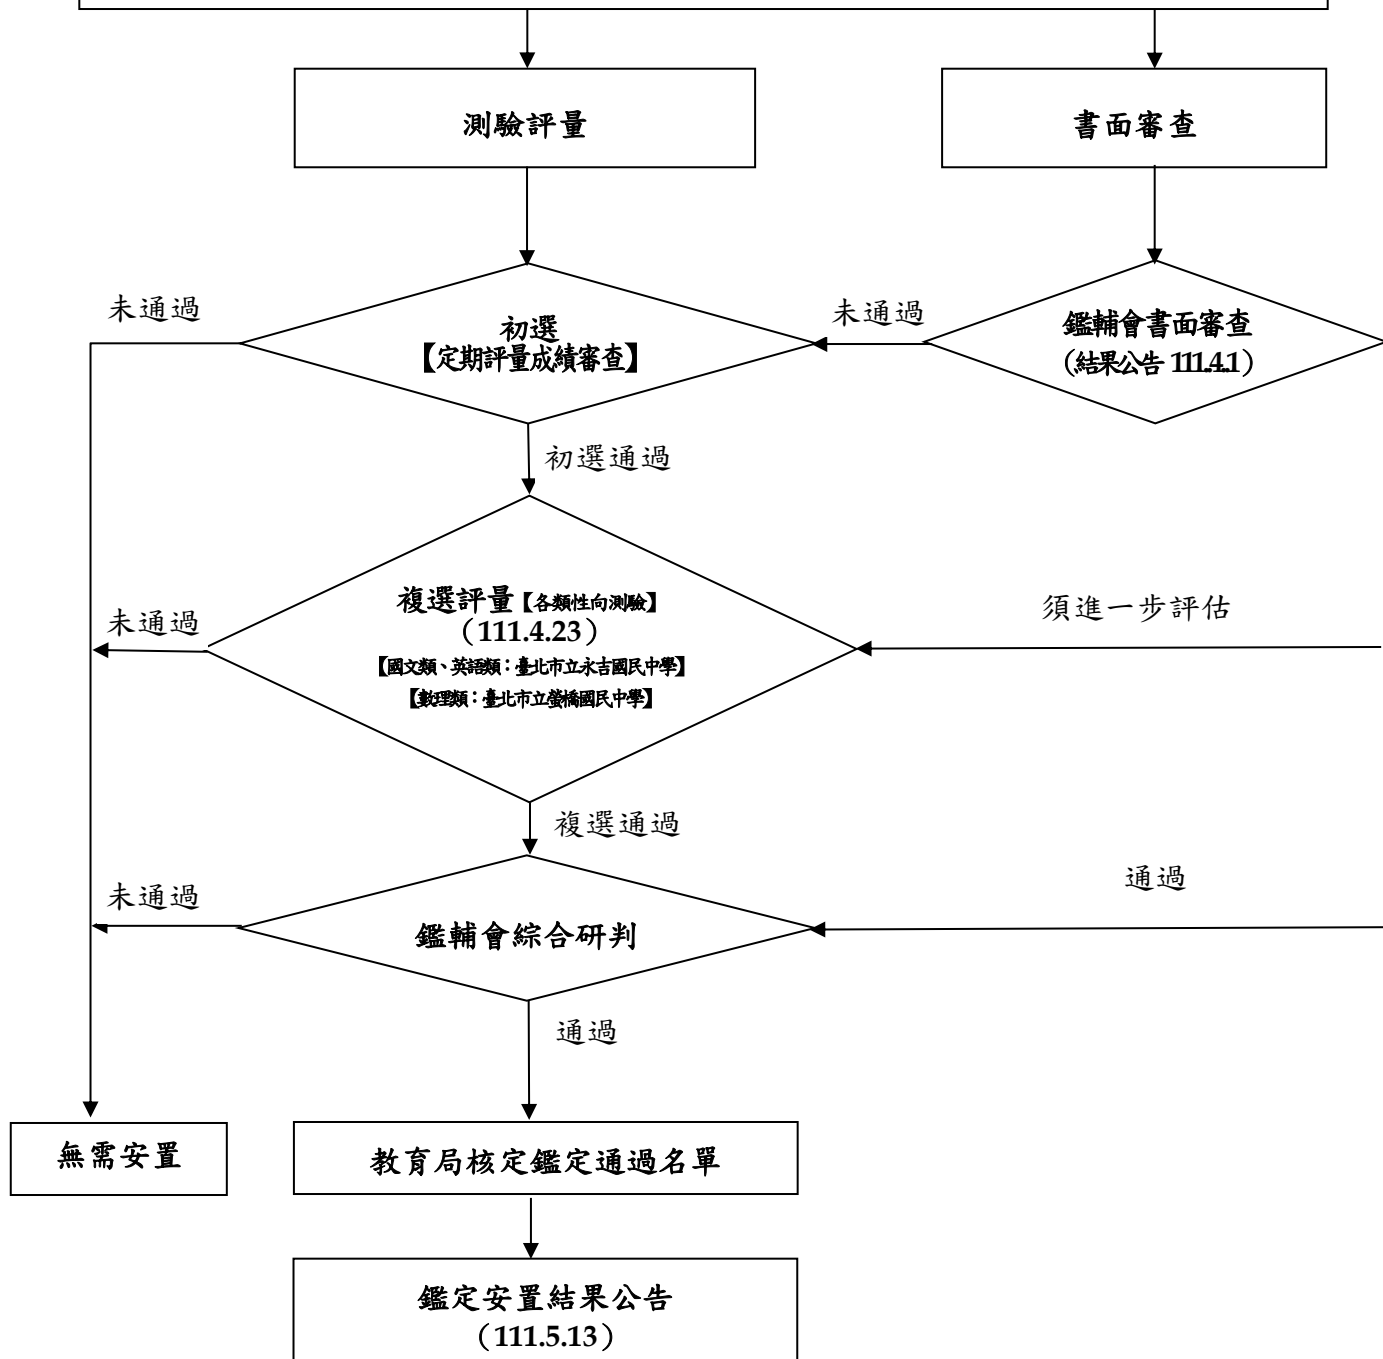 測驗評量
書面審查
未通過
初選
【定期評量成績審查】
未通過
鑑輔會書面審查
(結果公告 111.4.1)
初選通過
未通過
複選評量【各類性向測驗】
（111.4.23）
【國文類、英語類：臺北市立永吉國民中學】
【數理類：臺北市立螢橋國民中學】
須進一步評估
複選通過
未通過
鑑輔會綜合研判
通過
通過
無需安置
教育局核定鑑定通過名單
鑑定安置結果公告
（111.5.13）